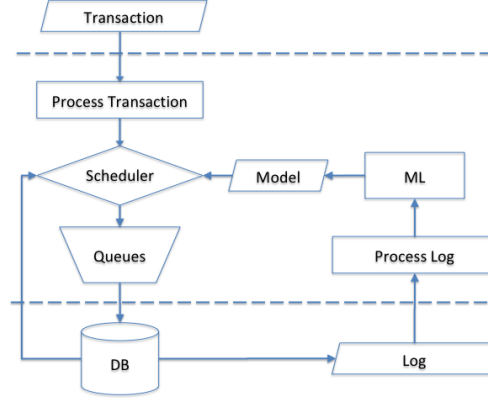 Transaction
Process Transaction
Scheduler
Model
ML
Queues
Process Log
DB
Log